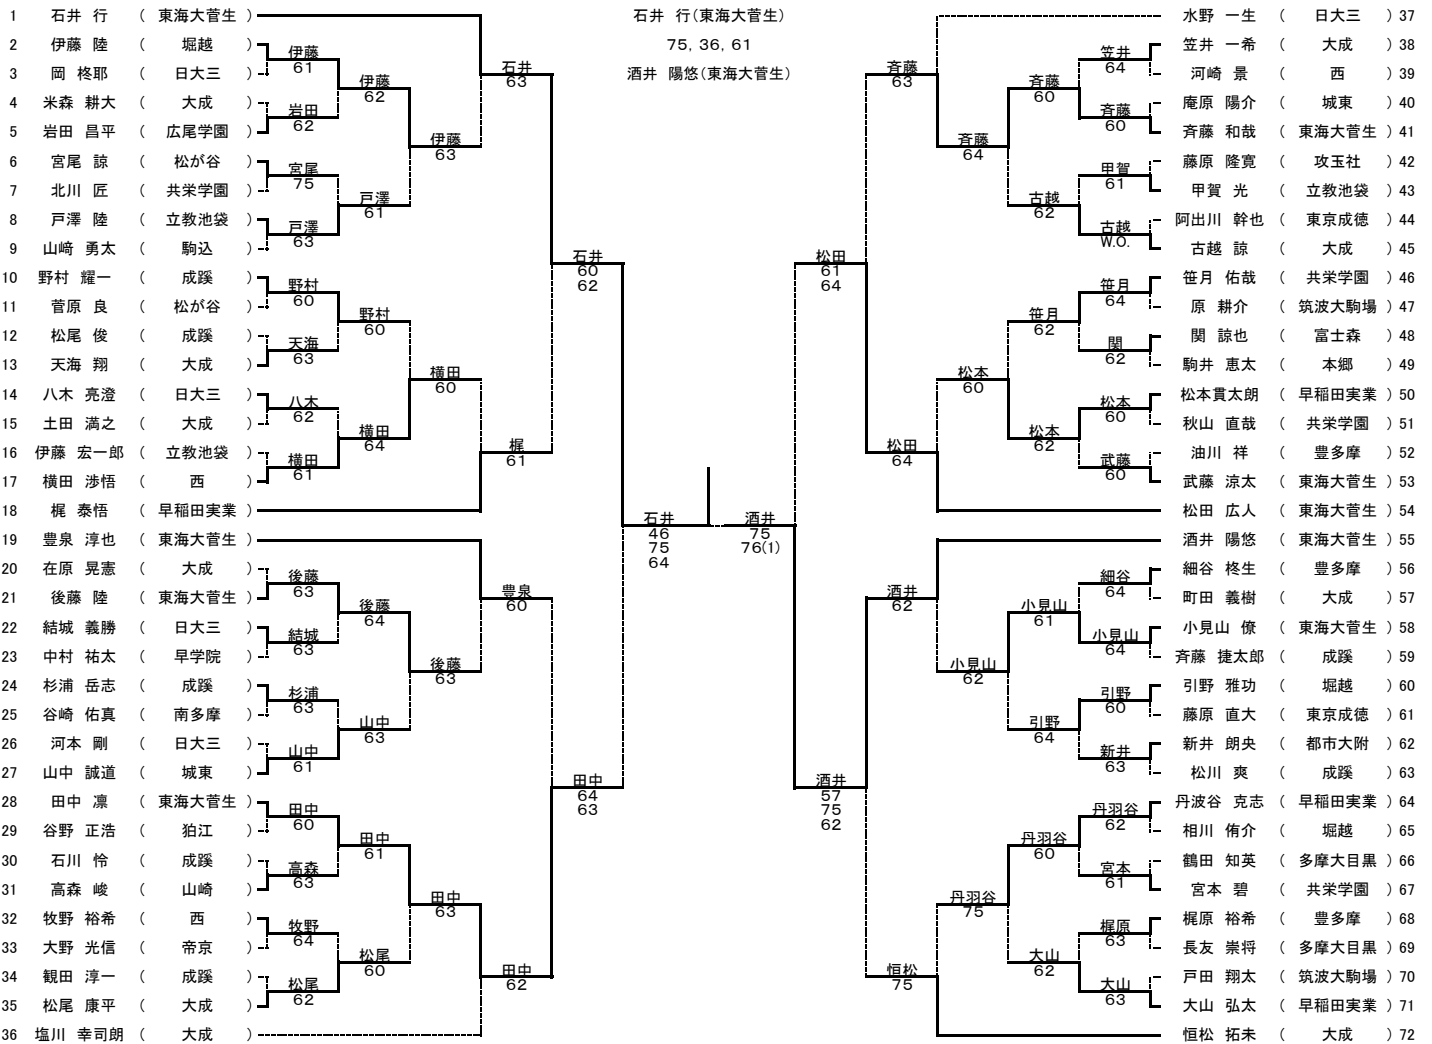 石井 行(東海大菅生)
75, 36, 61
酒井 陽悠(東海大菅生)
1 石井 行 ( 東海大菅生 )
2 伊藤 陸 ( 堀越 )
3 岡 柊耶 ( 日大三 )
4 米森 耕大 ( 大成 )
5 岩田 昌平 ( 広尾学園 )
6 宮尾 諒 ( 松が谷 )
7 北川 匠 ( 共栄学園 )
8 戸澤 陸 ( 立教池袋 )
9 山﨑 勇太 ( 駒込 )
10 野村 耀一 ( 成蹊 )
11 菅原 良 ( 松が谷 )
12 松尾 俊 ( 成蹊 )
13 天海 翔 ( 大成 )
14 八木 亮澄 ( 日大三 )
15 土田 満之 ( 大成 )
16 伊藤 宏一郎 ( 立教池袋 )
17 横田 渉悟 ( 西 )
18 梶 泰悟 ( 早稲田実業 )
19 豊泉 淳也 ( 東海大菅生 )
20 在原 晃憲 ( 大成 )
21 後藤 陸 ( 東海大菅生 )
22 結城 義勝 ( 日大三 )
23 中村 祐太 ( 早学院 )
24 杉浦 岳志 ( 成蹊 )
25 谷崎 佑真 ( 南多摩 )
26 河本 剛 ( 日大三 )
27 山中 誠道 ( 城東 )
28 田中 凛 ( 東海大菅生 )
29 谷野 正浩 ( 狛江 )
30 石川 怜 ( 成蹊 )
31 高森 峻 ( 山崎 )
32 牧野 裕希 ( 西 )
33 大野 光信 ( 帝京 )
34 観田 淳一 ( 成蹊 )
35 松尾 康平 ( 大成 )
36 塩川 幸司朗 ( 大成 )
伊藤
61
岩田
62
宮尾
75
戸澤
63
野村
60
天海
63
八木
62
横田
61
後藤
63
結城
63
杉浦
63
山中
61
田中
60
高森
63
牧野
64
松尾
62
伊藤
62
戸澤
61
野村
60
横田
64
後藤
64
山中
63
田中
61
松尾
60
伊藤
63
横田
60
後藤
63
田中
63
石井
63
梶
61
豊泉
60
田中
62
石井
60
62
田中
64
63
石井
46
75
64
酒井
75
76(1)
松田
61
64
酒井
57
75
62
斉藤
63
松田
64
酒井
62
恒松
75
斉藤
64
松本
60
小見山
62
丹羽谷
75
斉藤
60
古越
62
笹月
62
松本
62
小見山
61
引野
64
丹羽谷
60
大山
62
笠井
64
斉藤
60
甲賀
61
古越
W.O.
笹月
64
関
62
松本
60
武藤
60
細谷
64
小見山
64
引野
60
新井
63
丹羽谷
62
宮本
61
梶原
63
大山
63
水野 一生 ( 日大三 ) 37
笠井 一希 ( 大成 ) 38
河崎 景 ( 西 ) 39
庵原 陽介 ( 城東 ) 40
斉藤 和哉 ( 東海大菅生 ) 41
藤原 隆寛 ( 攻玉社 ) 42
甲賀 光 ( 立教池袋 ) 43
阿出川 幹也 ( 東京成徳 ) 44
古越 諒 ( 大成 ) 45
笹月 佑哉 ( 共栄学園 ) 46
原 耕介 ( 筑波大駒場 ) 47
関 諒也 ( 富士森 ) 48
駒井 恵太 ( 本郷 ) 49
松本貫太朗 ( 早稲田実業 ) 50
秋山 直哉 ( 共栄学園 ) 51
油川 祥 ( 豊多摩 ) 52
武藤 涼太 ( 東海大菅生 ) 53
松田 広人 ( 東海大菅生 ) 54
酒井 陽悠 ( 東海大菅生 ) 55
細谷 柊生 ( 豊多摩 ) 56
町田 義樹 ( 大成 ) 57
小見山 僚 ( 東海大菅生 ) 58
斉藤 捷太郎 ( 成蹊 ) 59
引野 雅功 ( 堀越 ) 60
藤原 直大 ( 東京成徳 ) 61
新井 朗央 ( 都市大附 ) 62
松川 爽 ( 成蹊 ) 63
丹波谷 克志 ( 早稲田実業 ) 64
相川 侑介 ( 堀越 ) 65
鶴田 知英 ( 多摩大目黒 ) 66
宮本 碧 ( 共栄学園 ) 67
梶原 裕希 ( 豊多摩 ) 68
長友 崇将 ( 多摩大目黒 ) 69
戸田 翔太 ( 筑波大駒場 ) 70
大山 弘太 ( 早稲田実業 ) 71
恒松 拓未 ( 大成 ) 72